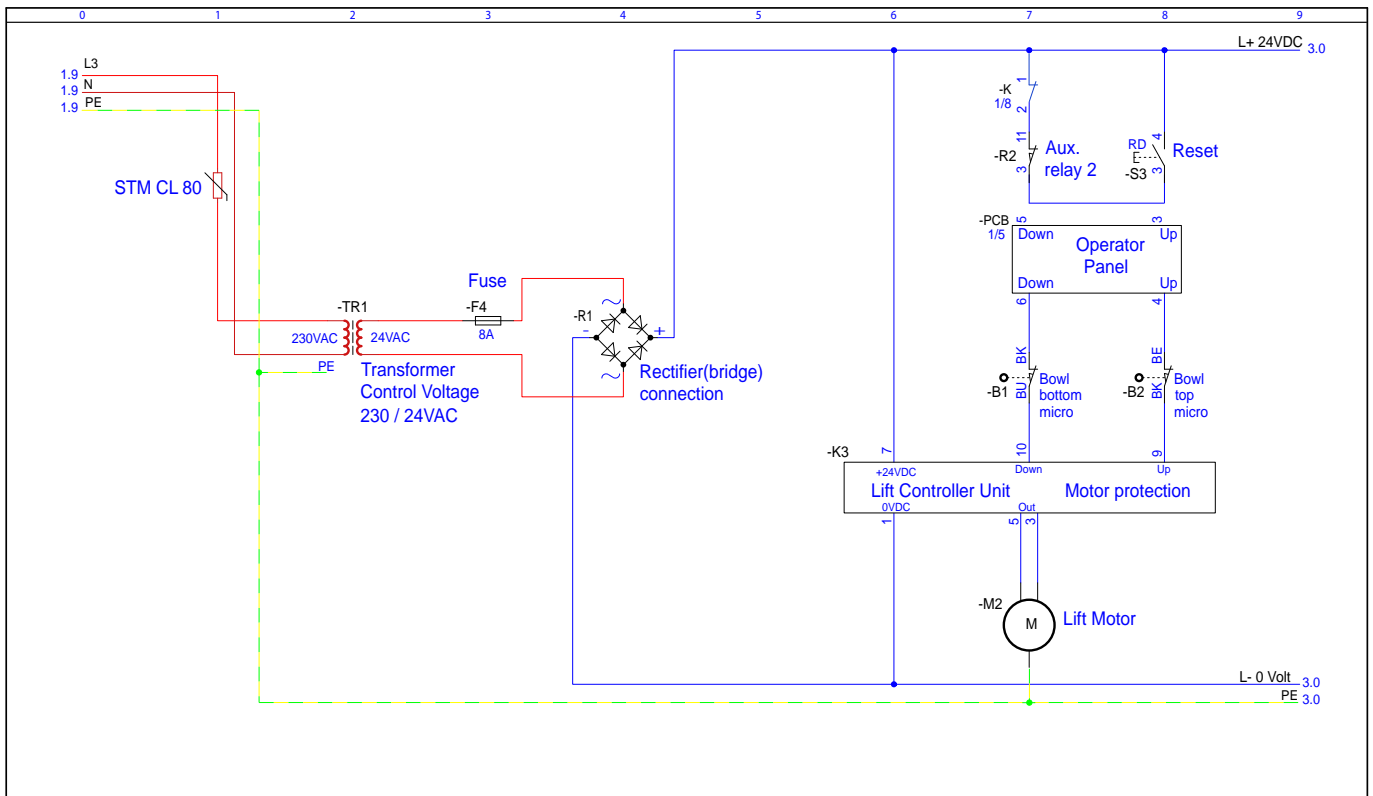 0 1 2 3 4 5 6 7 8 9
L+ 24VDC 3.0
L3
1.9
N
1.9
PE
1.9
1
-K
1/8
2
11
-R2
3
Aux.
relay 2
4
RD
-S3
3
Reset
STM CL 80
-PCB
1/5
5
3
Down
Up
Operator
Panel
Down
Up
6
4
Fuse
-TR1
-F4
8A
230VAC
24VAC
PE
Transformer
Control Voltage
230 / 24VAC
-R1
-
+
Rectifier(bridge)
connection
BK
-B1
BU
Bowl
bottom
micro
BE
-B2
BK
Bowl
top
micro
-K3
7
10
9
+24VDC
Down
Up
Lift Controller Unit
Motor protection
0VDC
Out
1
5
3
-M2
M
Lift Motor
L- 0 Volt 3.0
PE 3.0